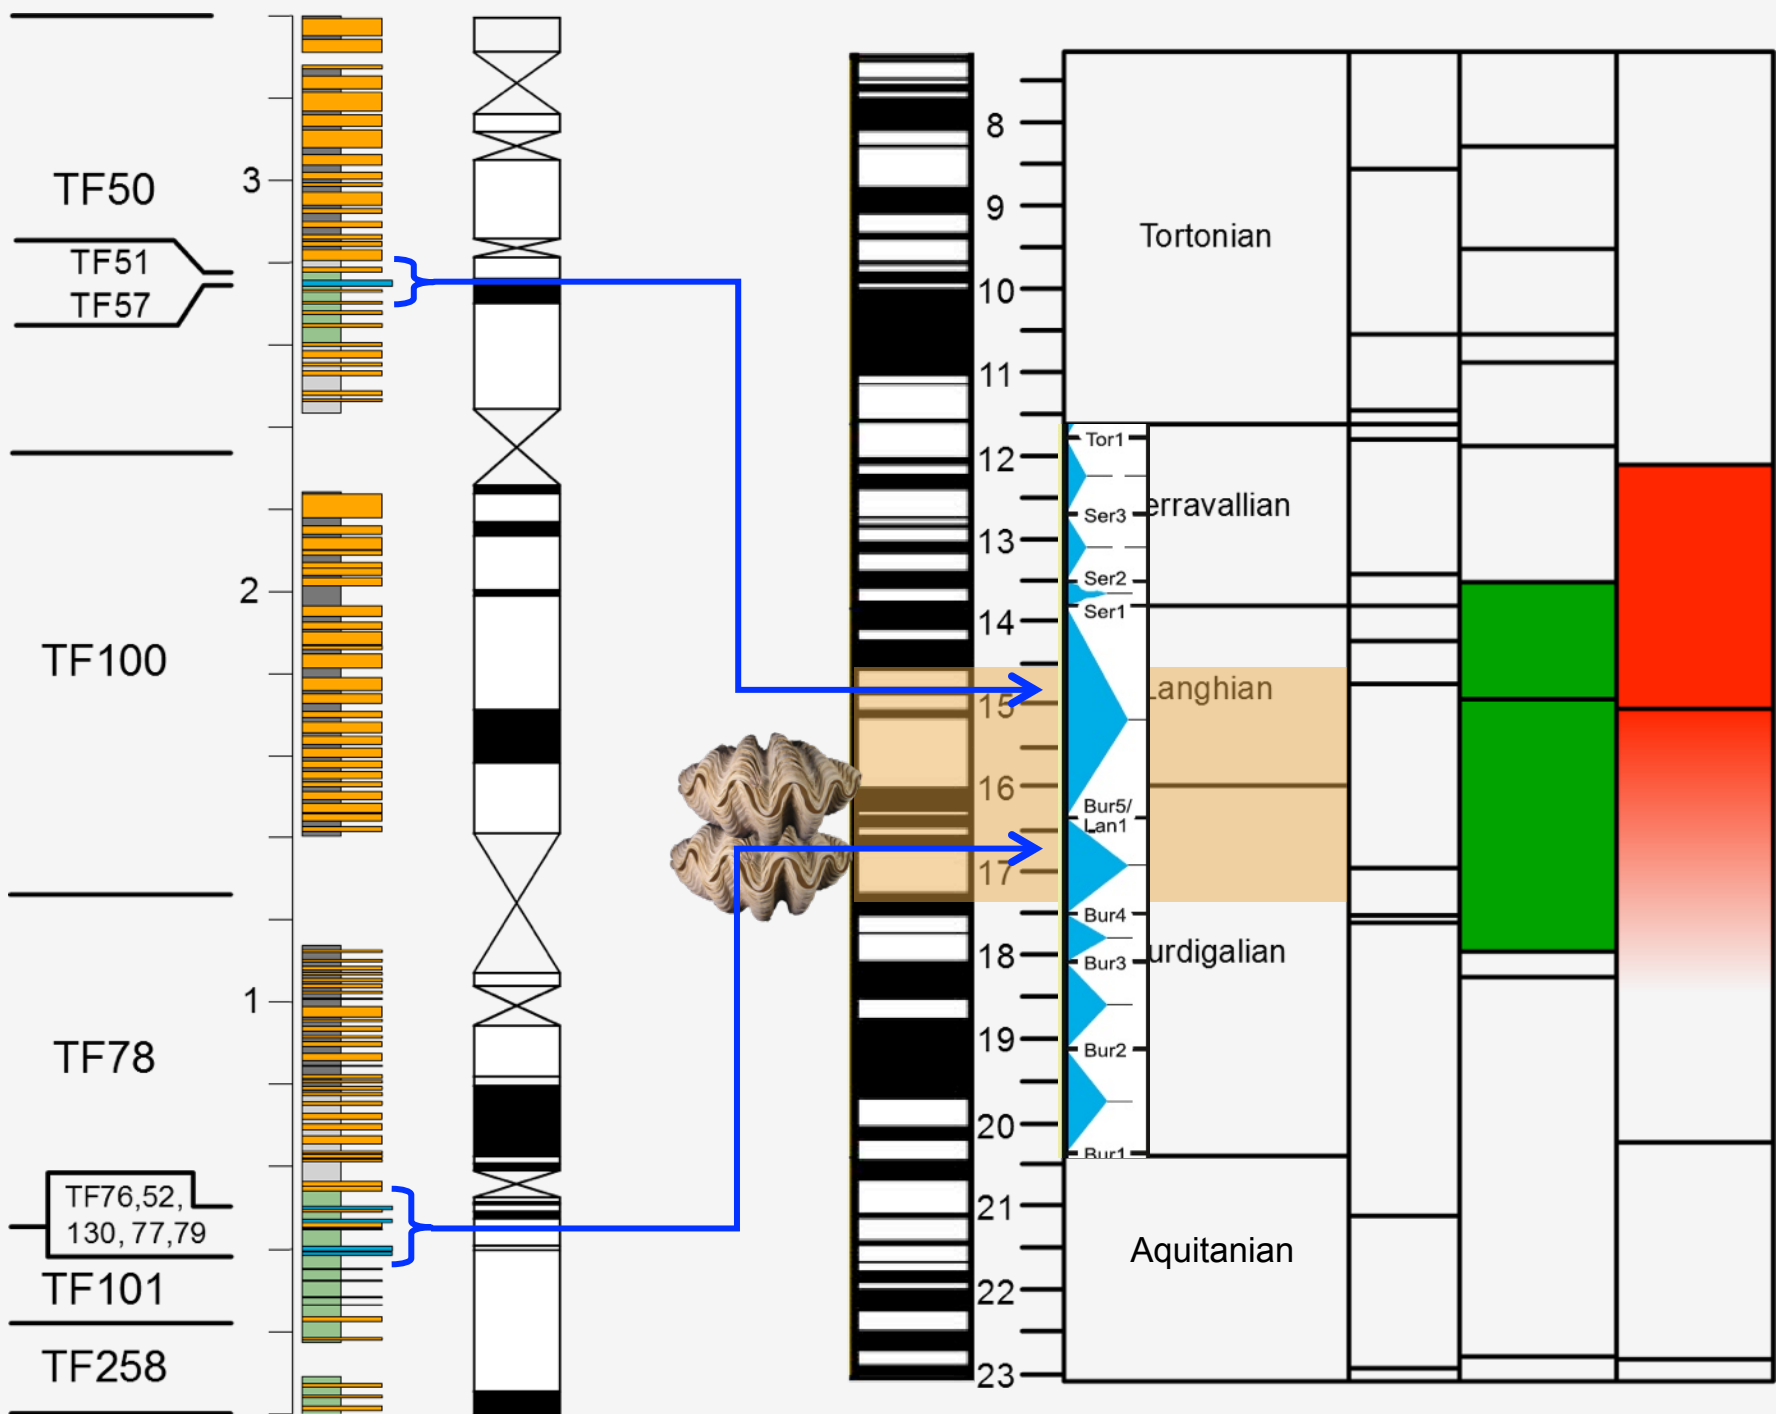 TF50
TF51
TF57
TF100
TF78
TF76,52,
130, 77,79
TF101
TF258
3
2
1
8
9
10
11
12
13
14
15
16
17
18
19
20
21
22
23
Tortonian
erravallian
Langhian
urdigalian
Aquitanian
Tor1
Ser3
Ser2
Ser1
Bur5/
Lan1
Bur4
Bur3
Bur2
Bur1